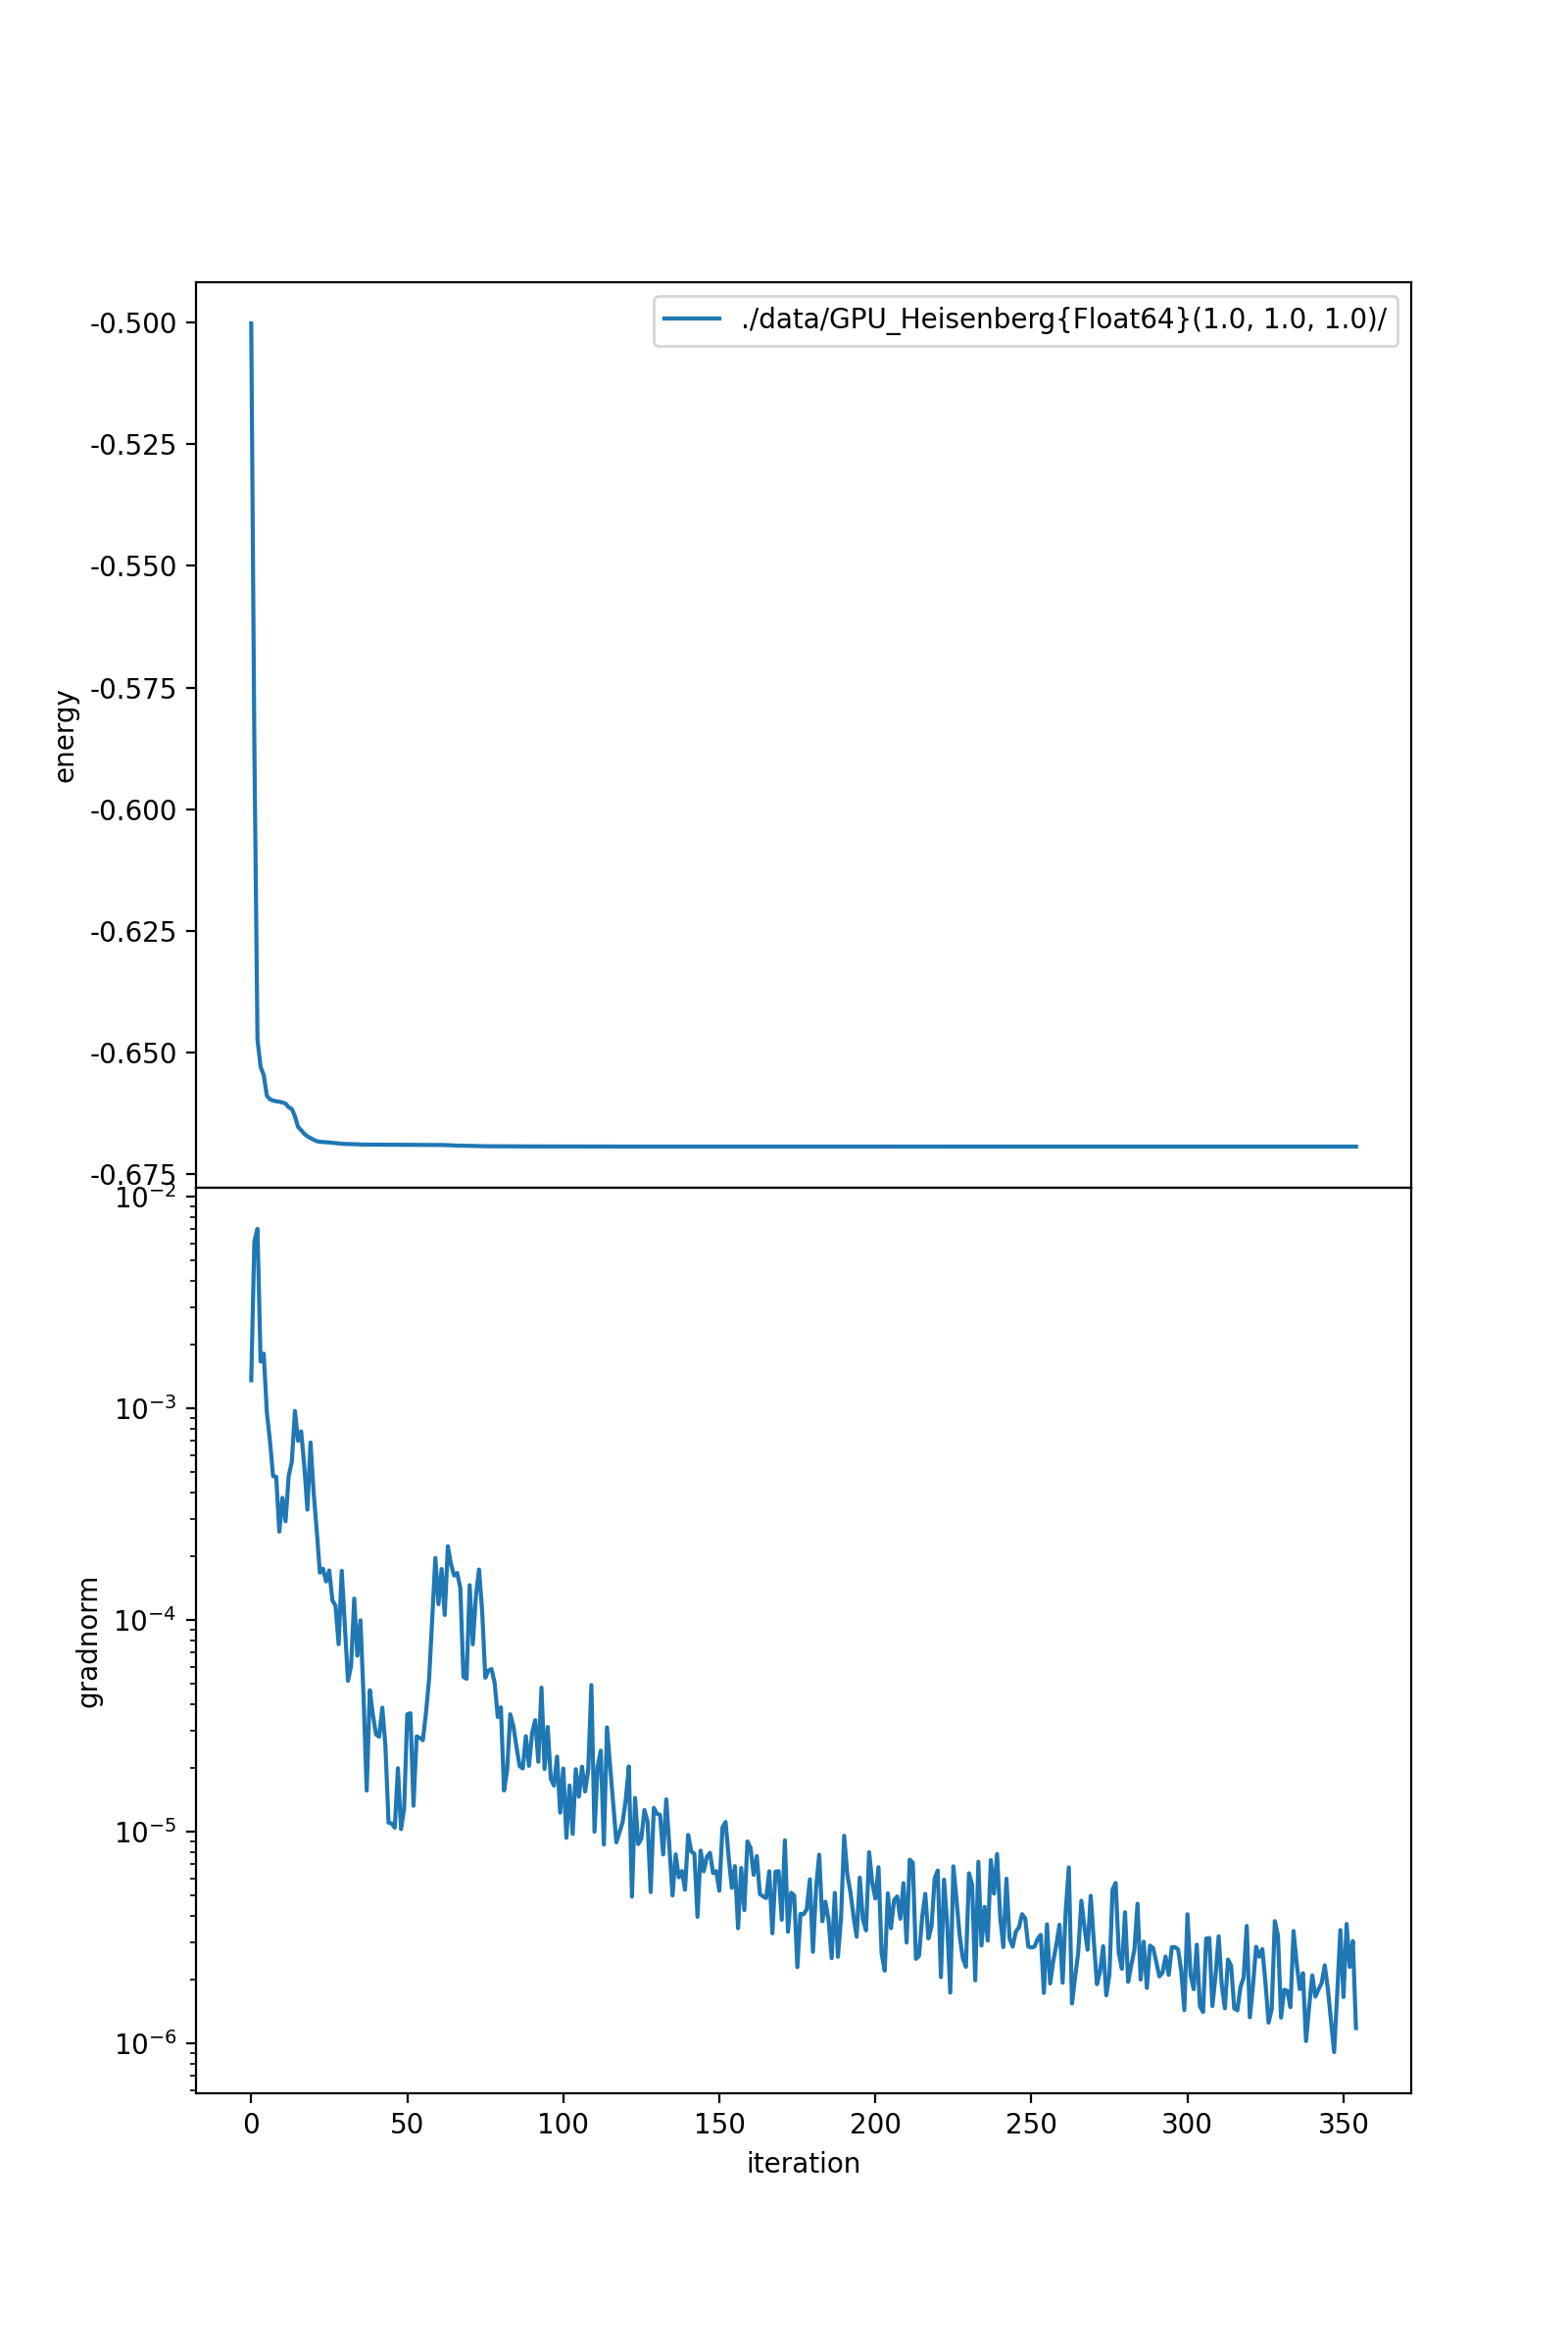 ./data/GPU_Heisenberg{Float64}(1.0, 1.0, 1.0)/
-0.500
-0.525
-0.550
-0.575
-0.600
-0.625
-0.650
-0.675
energy
10⁻²
10⁻³
10⁻⁴
10⁻⁵
10⁻⁶
gradnorm
0 50 100 150 200 250 300 350
iteration